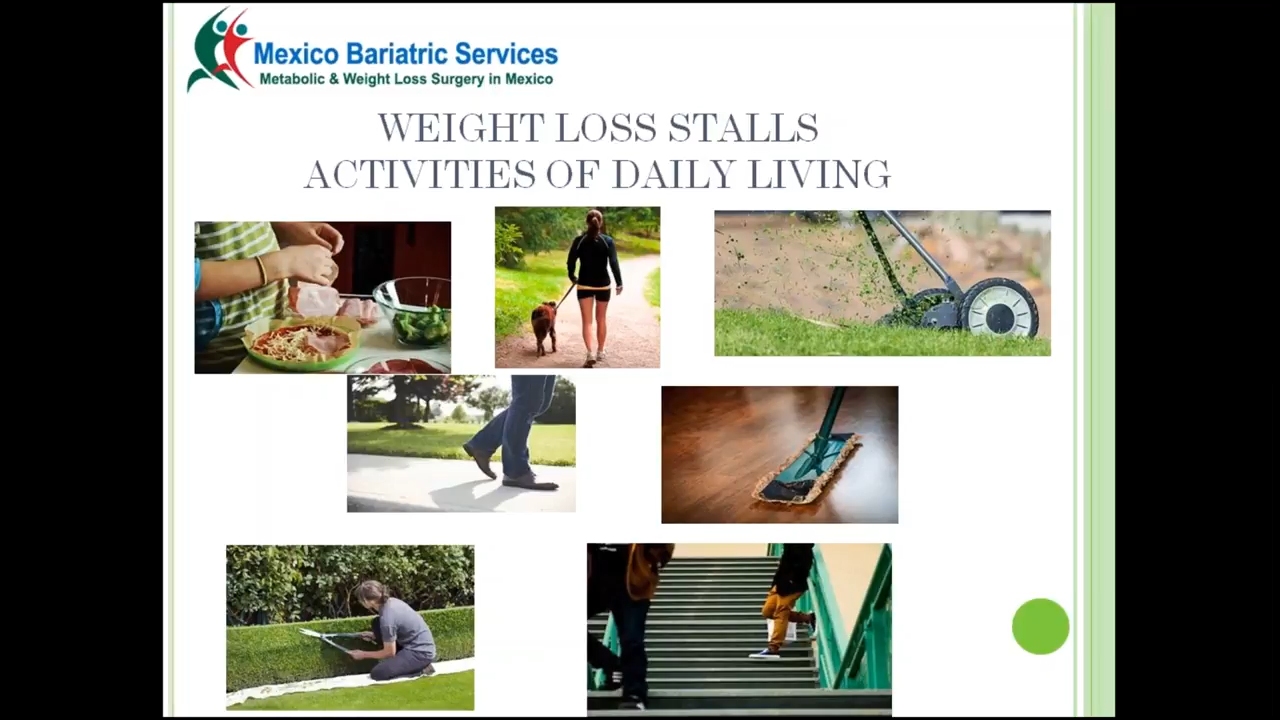 Mexico Bariatric Services
Metabolic & Weight Loss Surgery in Mexico
WEIGHT LOSS STALLS
ACTIVITIES OF DAILY LIVING